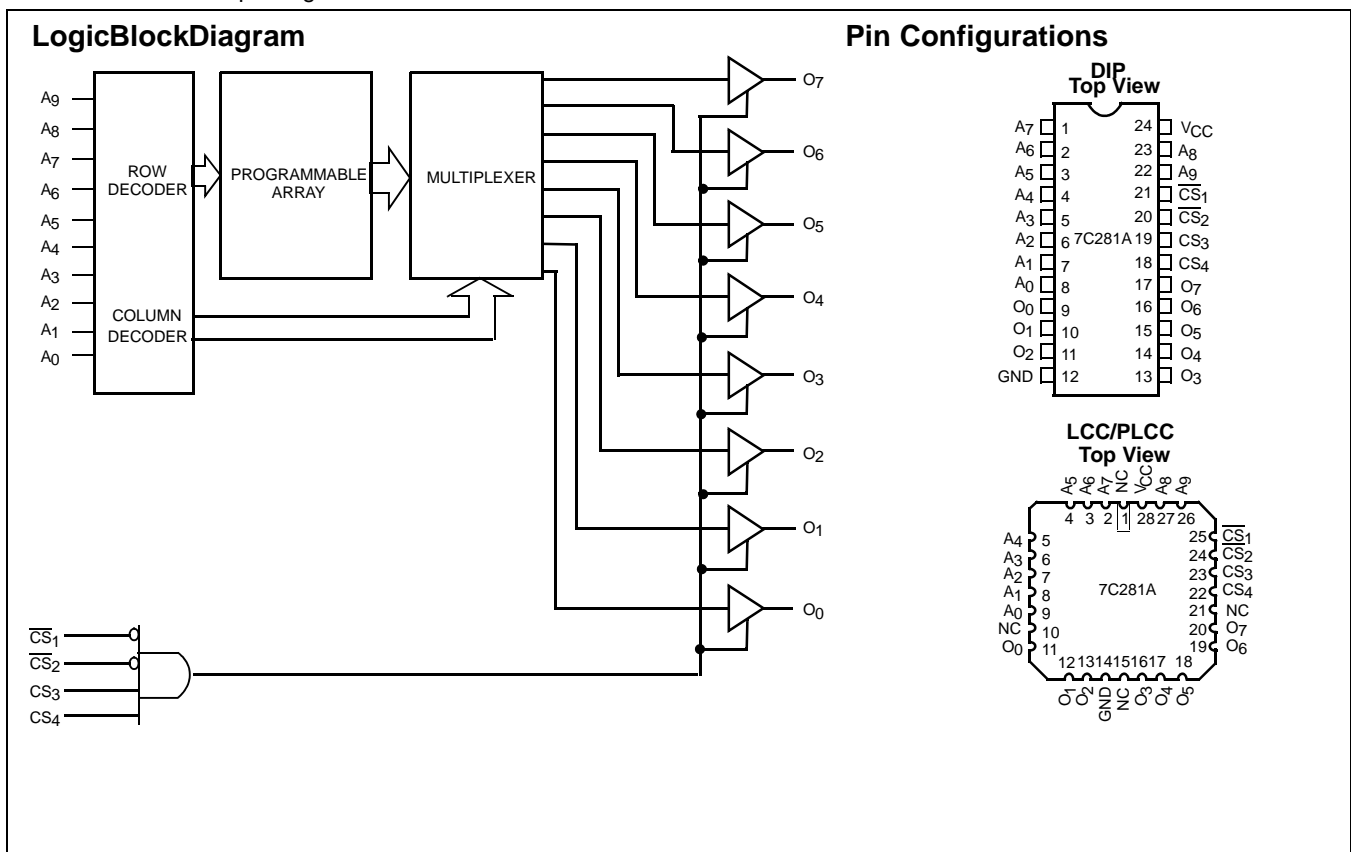 LogicBlockDiagram
A9
A8
A7
A6
A5
A4
A3
A2
A1
A0
ROW
DECODER
COLUMN
DECODER
PROGRAMMABLE
ARRAY
MULTIPLEXER
O7
O6
O5
O4
O3
O2
O1
O0
CS1
CS2
CS3
CS4
Pin Configurations
DIP
Top View
A7 1 24 VCC
A6 2 23 A8
A5 3 22 A9
A4 4 21 CS1
A3 5 20 CS2
A2 6 7C281A 19 CS3
A1 7 18 CS4
A0 8 17 O7
O0 9 16 O6
O1 10 15 O5
O2 11 14 O4
GND 12 13 O3
LCC/PLCC
Top View
A5 A6 A7 NC VCC A8 A9
4 3 2 1 28 27 26
A4 5 25 CS1
A3 6 24 CS2
A2 7 23 CS3
A1 8 7C281A 22 CS4
A0 9 21 NC
NC 10 20 O7
O0 11 19 O6
12 13 14 15 16 17 18
O1 O2 GND NC O3 O4 O5